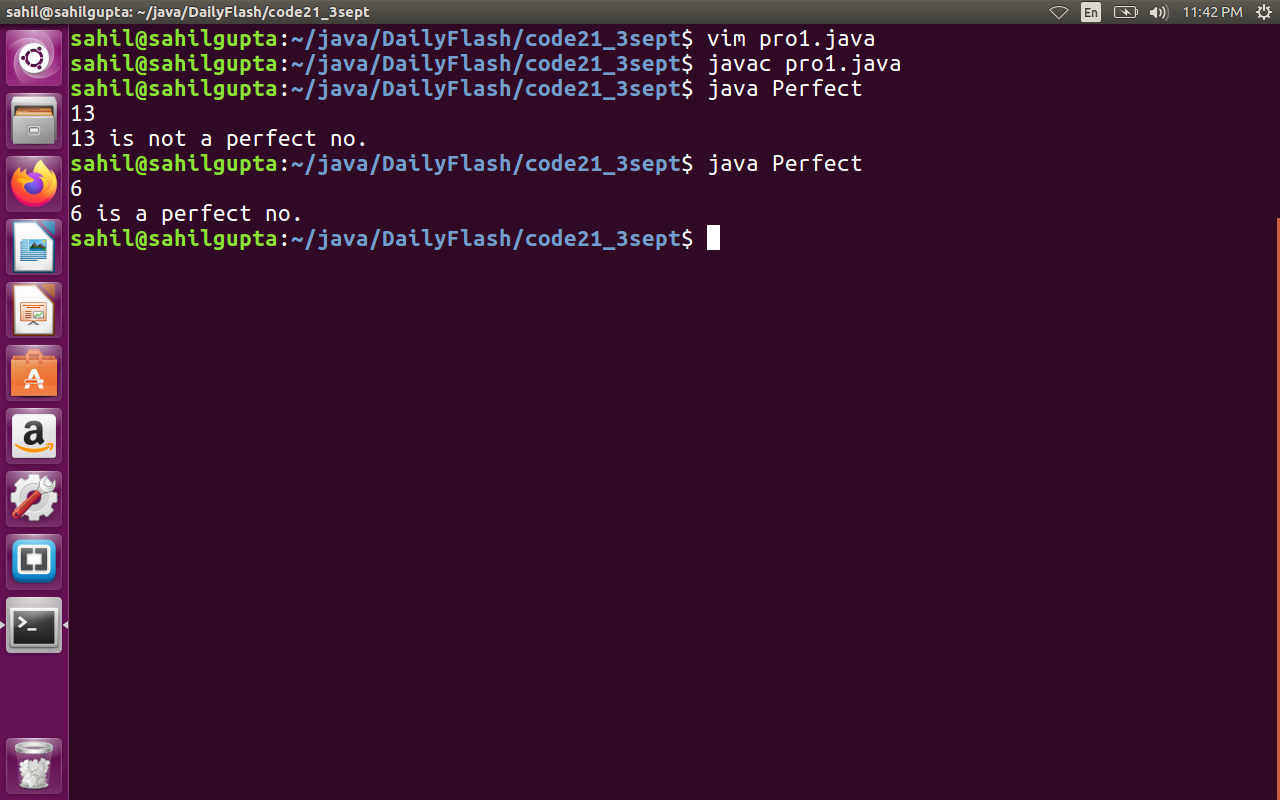 sahil@sahilgupta: ~/java/DailyFlash/code21_3sept
En
11:42 PM
sahil@sahilgupta:~/java/DailyFlash/code21_3sept$ vim pro1.java
sahil@sahilgupta:~/java/DailyFlash/code21_3sept$ javac pro1.java
sahil@sahilgupta:~/java/DailyFlash/code21_3sept$ java Perfect
13
13 is not a perfect no.
sahil@sahilgupta:~/java/DailyFlash/code21_3sept$ java Perfect
6
6 is a perfect no.
sahil@sahilgupta:~/java/DailyFlash/code21_3sept$